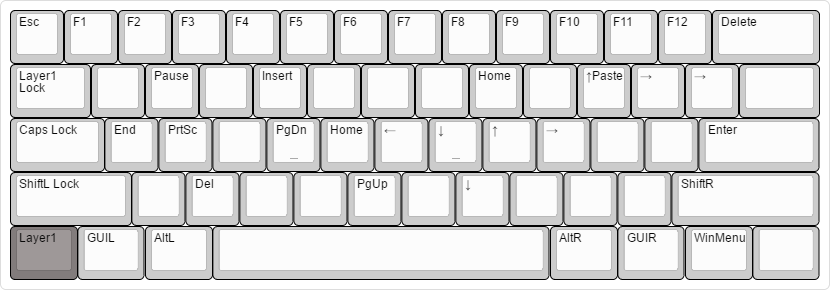 Esc F1 F2 F3 F4 F5 F6 F7 F8 F9 F10 F11 F12 Delete
Layer1 Lock Pause Insert Home ↑Paste → →
Caps Lock End PrtSc PgDn _ Home ← ↓ _ ↑ → Enter
ShiftL Lock Del PgUp ↓ ShiftR
Layer1 GUIL AltL AltR GUIR WinMenu